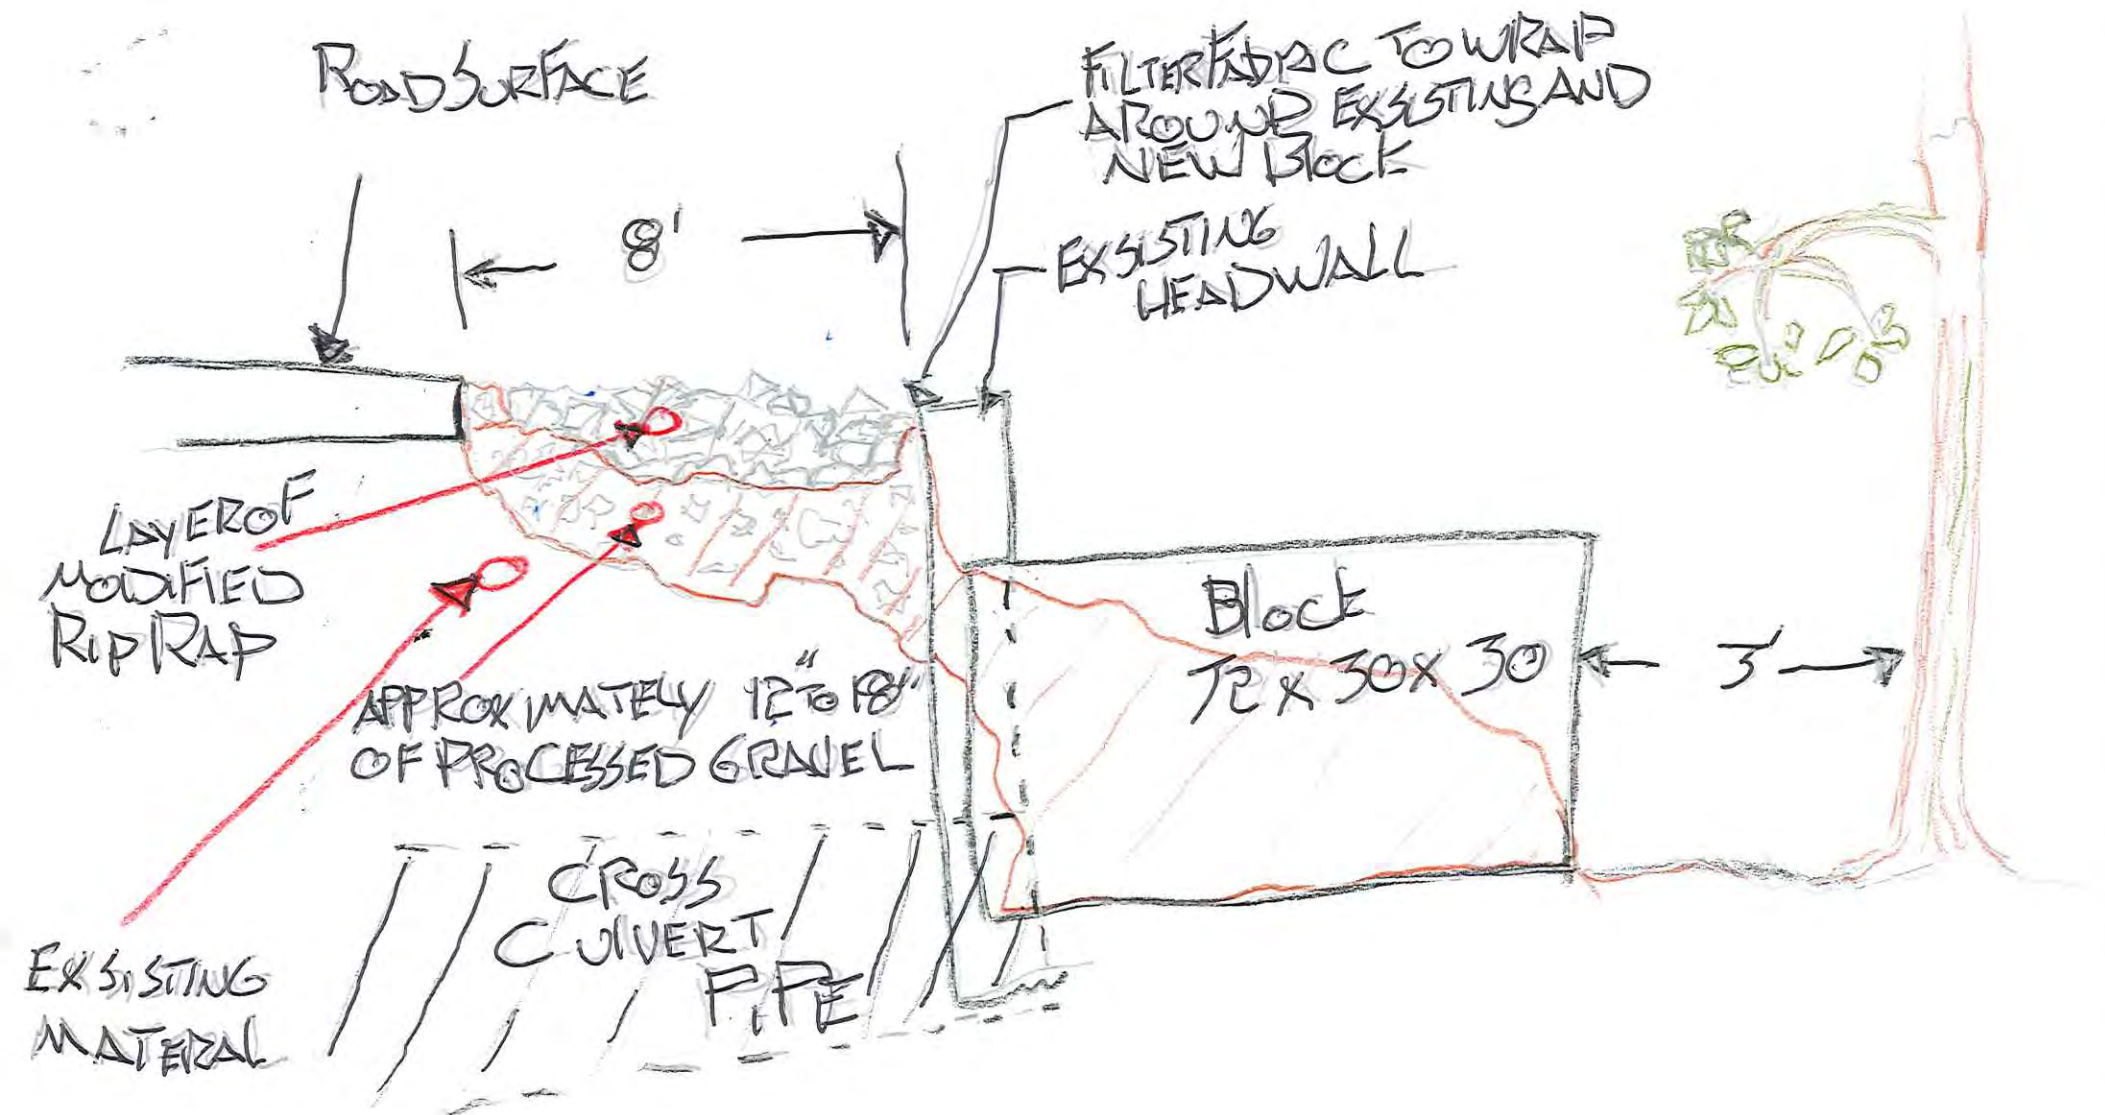 ROAD SURFACE
FILTER FABRIC TO WRAP
AROUND EXSISTING AND
NEW BLOCK
8'
EXSISTING
HEADWALL
LAYER OF
MODIFIED
RIP RAP
BLOCK
72 x 30 x 30
3'
APPROXIMATELY 12" TO 18"
OF PROCESSED GRAVEL
CROSS
CULVERT
PIPE
EXSISTING
MATERAL